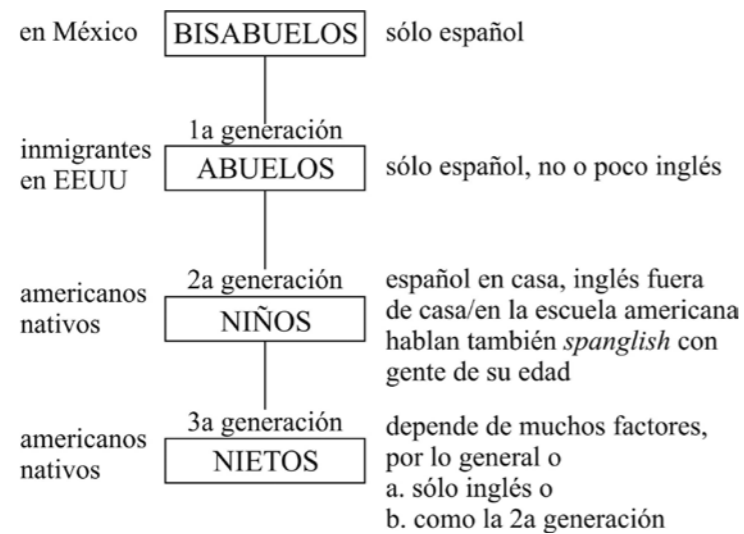 en México
BISABUELOS
sólo español
1a generación
inmigrantes
en EEUU
ABUELOS
sólo español, no o poco inglés
2a generación
americanos
nativos
NIÑOS
español en casa, inglés fuera
de casa/en la escuela americana
hablan también spanglish con
gente de su edad
3a generación
americanos
nativos
NIETOS
depende de muchos factores,
por lo general o
a. sólo inglés o
b. como la 2a generación